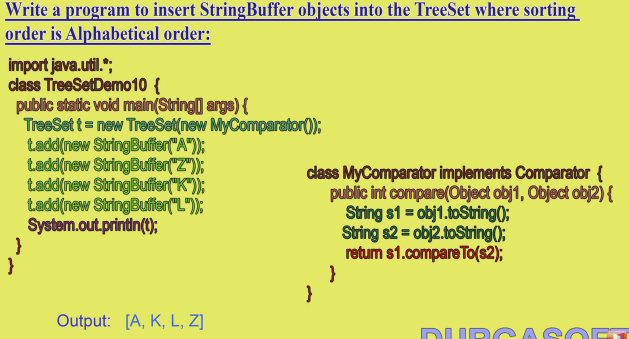 Write a program to insert StringBuffer objects into the TreeSet where sorting
order is Alphabetical order:
import java.util.*;
class TreeSetDemo10 {
public static void main(String[] args) {
TreeSet t = new TreeSet(new MyComparator());
t.add(new StringBuffer("A"));
t.add(new StringBuffer("Z"));
t.add(new StringBuffer("K"));
t.add(new StringBuffer("L"));
System.out.println(t);
}
}
class MyComparator implements Comparator {
public int compare(Object obj1, Object obj2) {
String s1 = obj1.toString();
String s2 = obj2.toString();
return s1.compareTo(s2);
}
}
Output: [A, K, L, Z]